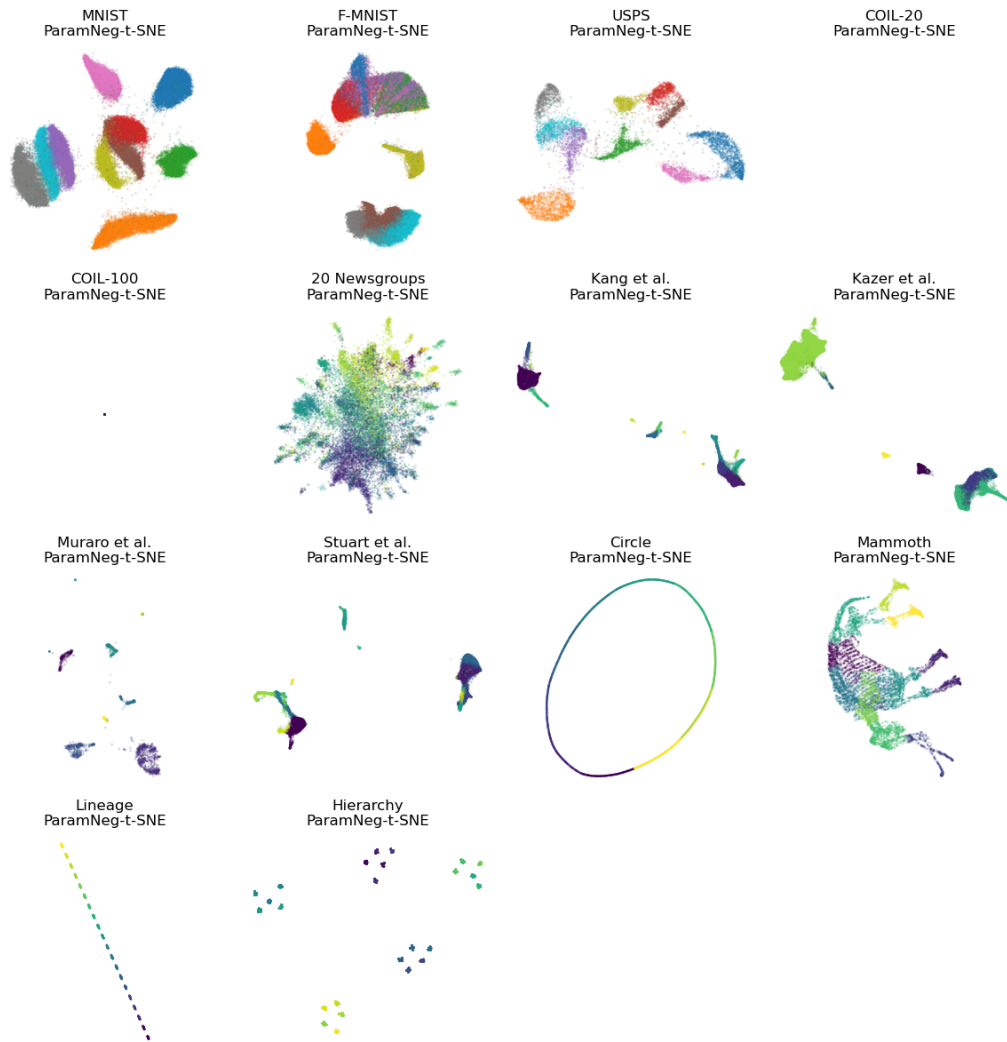 MNIST
ParamNeg-t-SNE
F-MNIST
ParamNeg-t-SNE
USPS
ParamNeg-t-SNE
COIL-20
ParamNeg-t-SNE
COIL-100
ParamNeg-t-SNE
20 Newsgroups
ParamNeg-t-SNE
Kang et al.
ParamNeg-t-SNE
Kazer et al.
ParamNeg-t-SNE
Muraro et al.
ParamNeg-t-SNE
Stuart et al.
ParamNeg-t-SNE
Circle
ParamNeg-t-SNE
Mammoth
ParamNeg-t-SNE
Lineage
ParamNeg-t-SNE
Hierarchy
ParamNeg-t-SNE